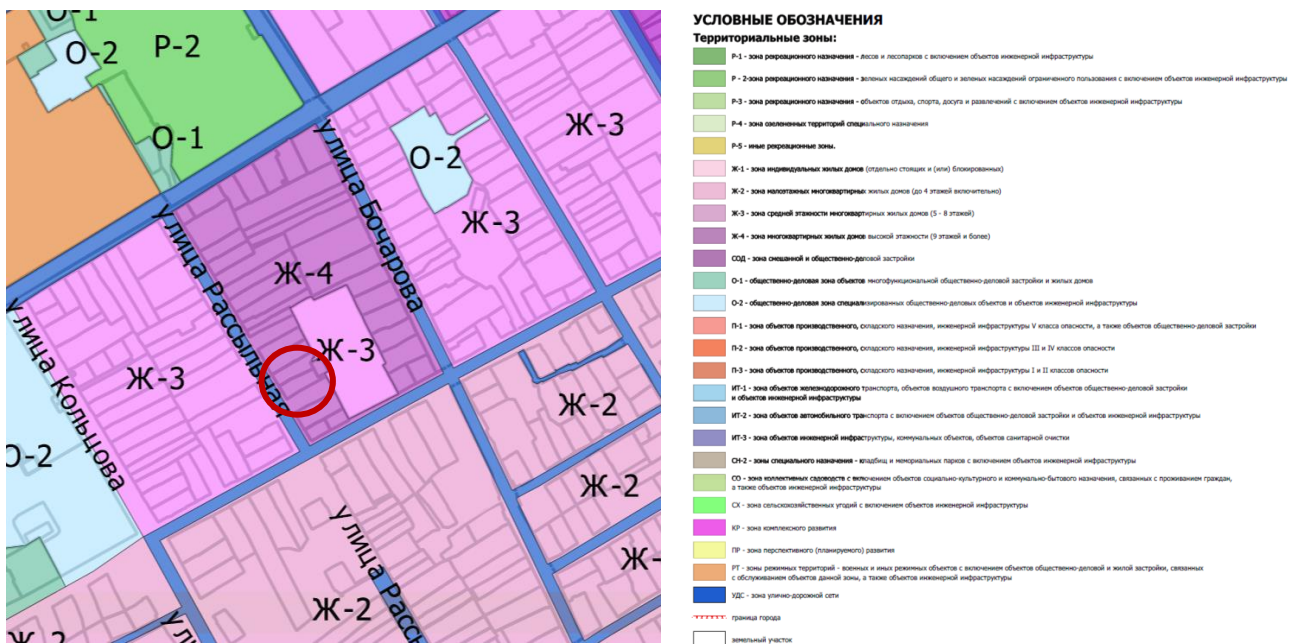 О-1
О-2
Р-2
О-1
Ж-3
О-2
Ж-3
улица Бочарова
улица Рассыльная
Ж-4
Ж-3
улица Кольцова
Ж-3
Ж-2
О-2
Ж-2
улица
Ж-2
Ж-
Ж-2
УСЛОВНЫЕ ОБОЗНАЧЕНИЯ
Территориальные зоны:
Р-1 - зона рекреационного назначения - лесов и лесопарков с включением объектов инженерной инфраструктуры
Р - 2-зона рекреационного назначения - зеленых насаждений общего и зеленых насаждений ограниченного пользования с включением объектов инженерной инфраструктуры
Р-3 - зона рекреационного назначения - объектов отдыха, спорта, досуга и развлечений с включением объектов инженерной инфраструктуры
Р-4 - зона озелененных территорий специального назначения
Р-5 - иные рекреационные зоны.
Ж-1 - зона индивидуальных жилых домов (отдельно стоящих и (или) блокированных)
Ж-2 - зона малоэтажных многоквартирных жилых домов (до 4 этажей включительно)
Ж-3 - зона средней этажности многоквартирных жилых домов (5 - 8 этажей)
Ж-4 - зона многоквартирных жилых домов высокой этажности (9 этажей и более)
СОД - зона смешанной и общественно-деловой застройки
О-1 - общественно-деловая зона объектов многофункциональной общественно-деловой застройки и жилых домов
О-2 - общественно-деловая зона специализированных общественно-деловых объектов и объектов инженерной инфраструктуры
П-1 - зона объектов производственного, складского назначения, инженерной инфраструктуры V класса опасности, а также объектов общественно-деловой застройки
П-2 - зона объектов производственного, складского назначения, инженерной инфраструктуры III и IV классов опасности
П-3 - зона объектов производственного, складского назначения, инженерной инфраструктуры I и II классов опасности
ИТ-1 - зона объектов железнодорожного транспорта, объектов воздушного транспорта с включением объектов общественно-деловой застройки
и объектов инженерной инфраструктуры
ИТ-2 - зона объектов автомобильного транспорта с включением объектов общественно-деловой застройки и объектов инженерной инфраструктуры
ИТ-3 - зона объектов инженерной инфраструктуры, коммунальных объектов, объектов санитарной очистки
СН-2 - зоны специального назначения - кладбищ и мемориальных парков с включением объектов инженерной инфраструктуры
СО - зона коллективных садоводств с включением объектов социально-культурного и коммунально-бытового назначения, связанных с проживанием граждан,
а также объектов инженерной инфраструктуры
СХ - зона сельскохозяйственных угодий с включением объектов инженерной инфраструктуры
КР - зона комплексного развития
ПР - зона перспективного (планируемого) развития
РТ - зоны режимных территорий - военных и иных режимных объектов с включением объектов общественно-деловой и жилой застройки, связанных
с обслуживанием объектов данной зоны, а также объектов инженерной инфраструктуры
УДС - зона улично-дорожной сети
граница города
земельный участок